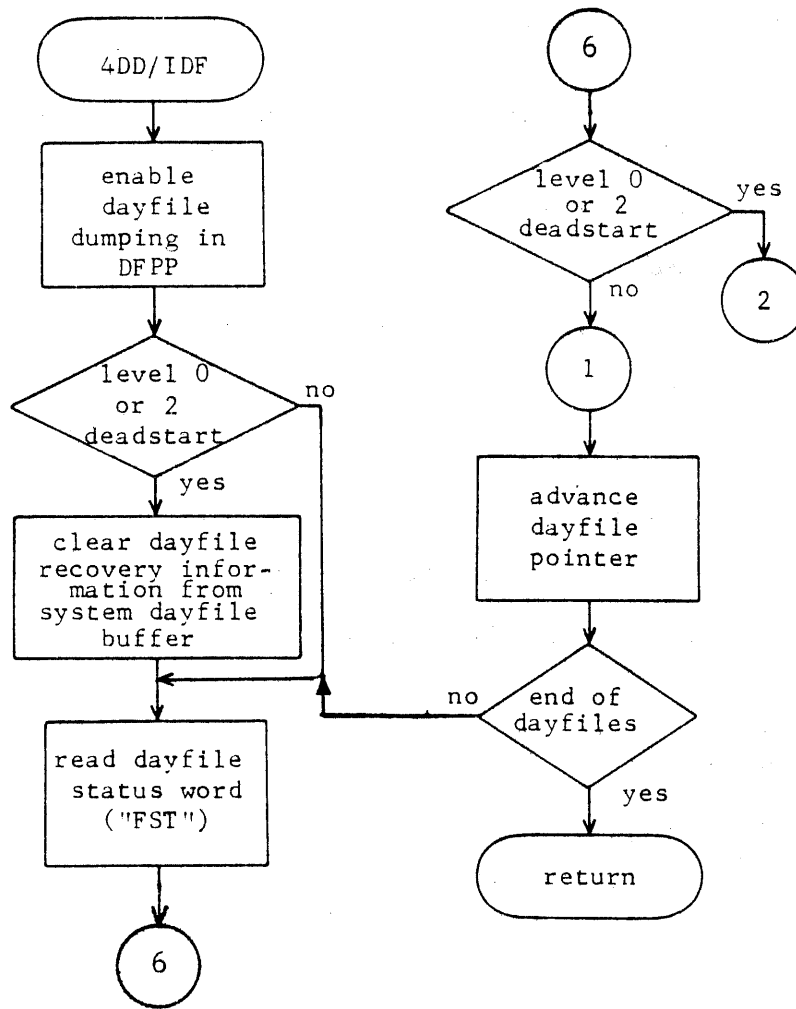 4DD/IDF
enable
dayfile
dumping in
DFPP
level 0
or 2
deadstart
no
yes
clear dayfile
recovery infor-
mation from
system dayfile
buffer
read dayfile
status word
("FST")
6
6
level 0
or 2
deadstart
yes
2
no
1
advance
dayfile
pointer
end of
dayfiles
no
yes
return